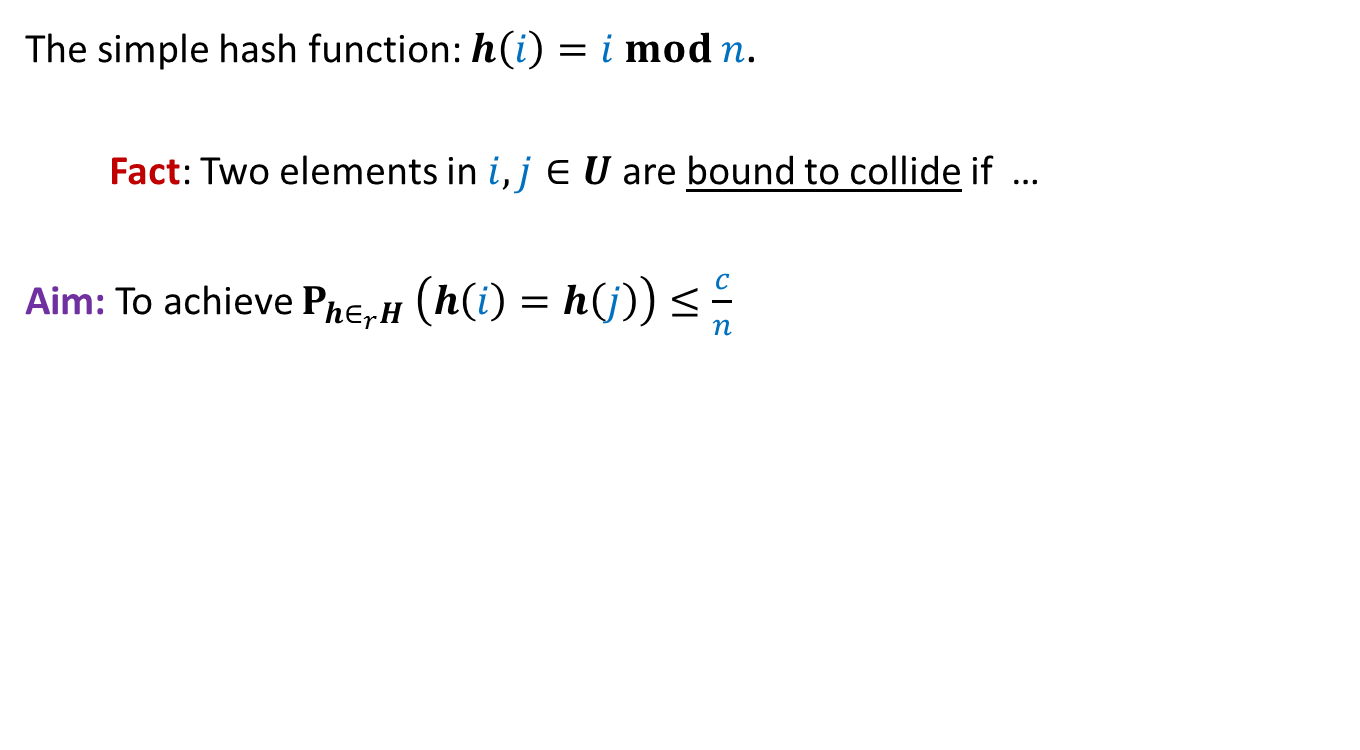 The simple hash function: h(i) = i mod n.
Fact: Two elements in i, j ∈ U are bound to collide if ...
Aim: To achieve P_{h∈_r H} (h(i) = h(j)) ≤ c/n